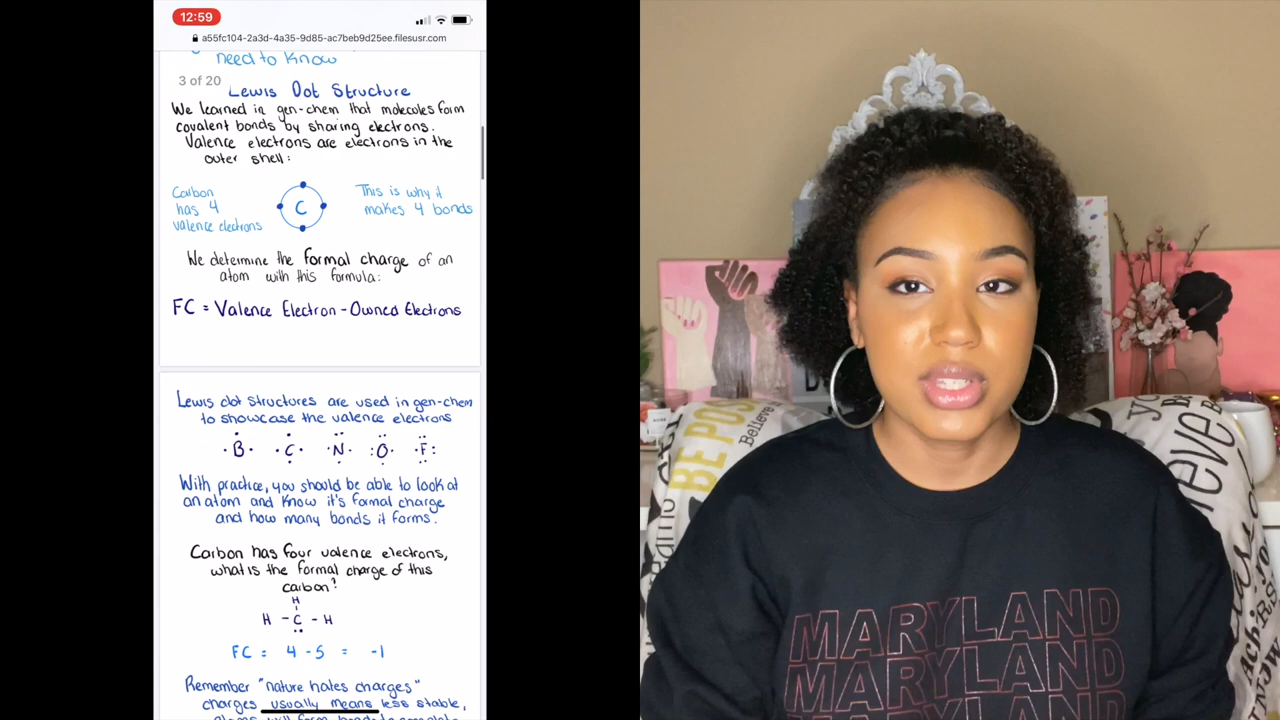 12:59
a55fc104-2a3d-4a35-9d85-ac7beb9d25ee.filesusr.com
need to know
3 of 20
Lewis Dot Structure
We learned in gen-chem that molecules form
covalent bonds by sharing electrons.
Valence electrons are electrons in the
outer shell:
Carbon
has 4
valence electrons
C
This is why it
makes 4 bonds
We determine the formal charge of an
atom with this formula:
FC = Valence Electron - Owned Electrons
Lewis dot structures are used in gen-chem
to showcase the valence electrons
B C N O F
With practice, you should be able to look at
an atom and know it's formal charge
and how many bonds it forms.
Carbon has four valence electrons,
what is the formal charge of this
carbon?
H
H - C - H
FC = 4 - 5 = -1
Remember "nature hates charges"
charges usually means less stable,
BE POS
Believe
MARYLAND
MARYLAND
MARYLAND
MARYLAND